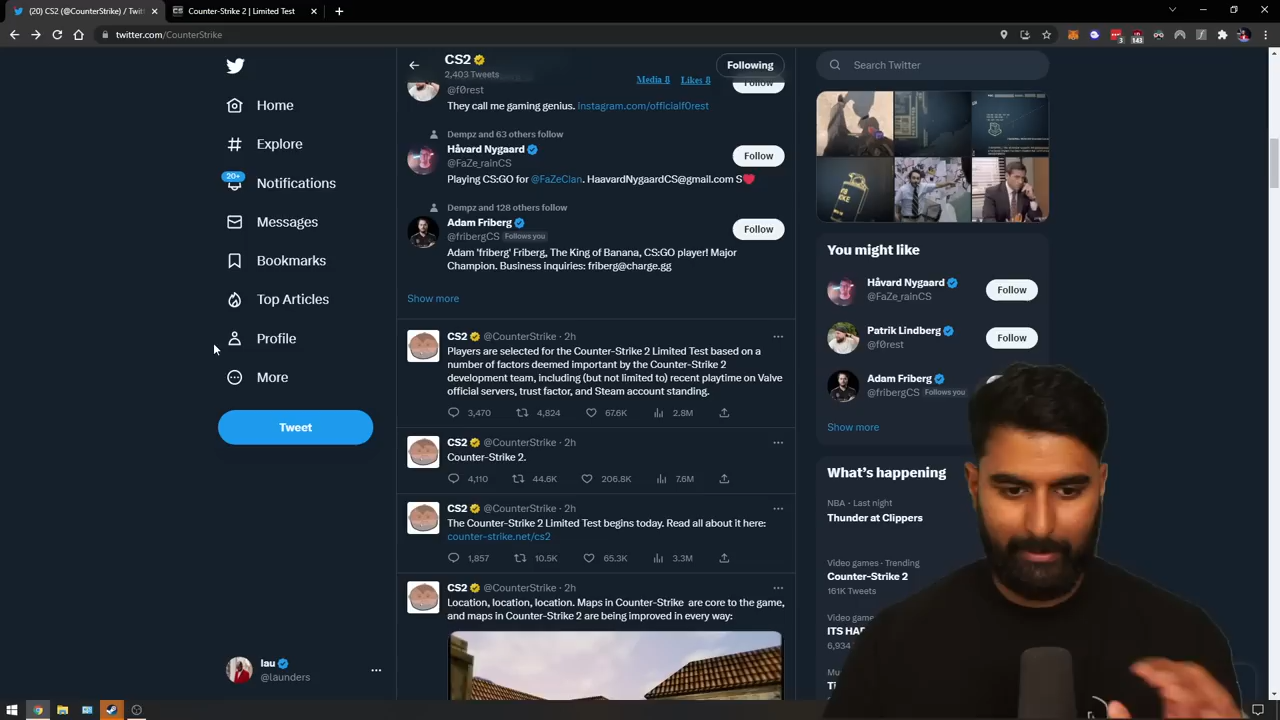 (20) CS2 (@CounterStrike) / Twitt
Counter-Strike 2 | Limited Test
twitter.com/CounterStrike
3
143
Home
Explore
20+
Notifications
Messages
Bookmarks
Top Articles
Profile
More
Tweet
lau
@launders
CS2
2,403 Tweets
Media
Likes
Following
@f0rest
Follow
They call me gaming genius. Instagram.com/officialf0rest
Dempz and 63 others follow
Håvard Nygaard
@FaZe_rainCS
Follow
Playing CS:GO for @FaZeClan. HaavardNygaardCS@gmail.com S❤️
Dempz and 128 others follow
Adam Friberg
@fribergCS Follows you
Follow
Adam 'friberg' Friberg, The King of Banana, CS:GO player! Major
Champion. Business inquiries: friberg@charge.gg
Show more
CS2 @CounterStrike · 2h
Players are selected for the Counter-Strike 2 Limited Test based on a
number of factors deemed important by the Counter-Strike 2
development team, including (but not limited to) recent playtime on Valve
official servers, trust factor, and Steam account standing.
3,470 4,824 67.6K 2.8M
CS2 @CounterStrike · 2h
Counter-Strike 2.
4,110 44.6K 206.8K 7.6M
CS2 @CounterStrike · 2h
The Counter-Strike 2 Limited Test begins today. Read all about it here:
counter-strike.net/cs2
1,857 10.5K 65.3K 3.3M
CS2 @CounterStrike · 2h
Location, location, location. Maps in Counter-Strike are core to the game,
and maps in Counter-Strike 2 are being improved in every way:
Search Twitter
You might like
Håvard Nygaard
@FaZe_rainCS
Follow
Patrik Lindberg
@f0rest
Follow
Adam Friberg
@fribergCS Follows you
Show more
What's happening
NBA · Last night
Thunder at Clippers
Video games · Trending
Counter-Strike 2
161K Tweets
Video game
ITS HA
6,934